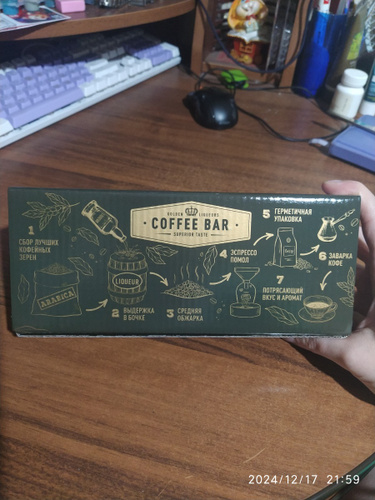 GOLDEN LIQUEURS
COFFEE BAR
SUPERIOR TASTE
1
СБОР ЛУЧШИХ
КОФЕЙНЫХ
ЗЕРЕН
ARABICA
LIQUEUR
2 ВЫДЕРЖКА
В БОЧКЕ
3 СРЕДНЯЯ
ОБЖАРКА
4 ЭСПРЕССО
ПОМОЛ
5 ГЕРМЕТИЧНАЯ
УПАКОВКА
6 ЗАВАРКА
КОФЕ
7
ПОТРЯСАЮЩИЙ
ВКУС И АРОМАТ
2024/12/17 21:59